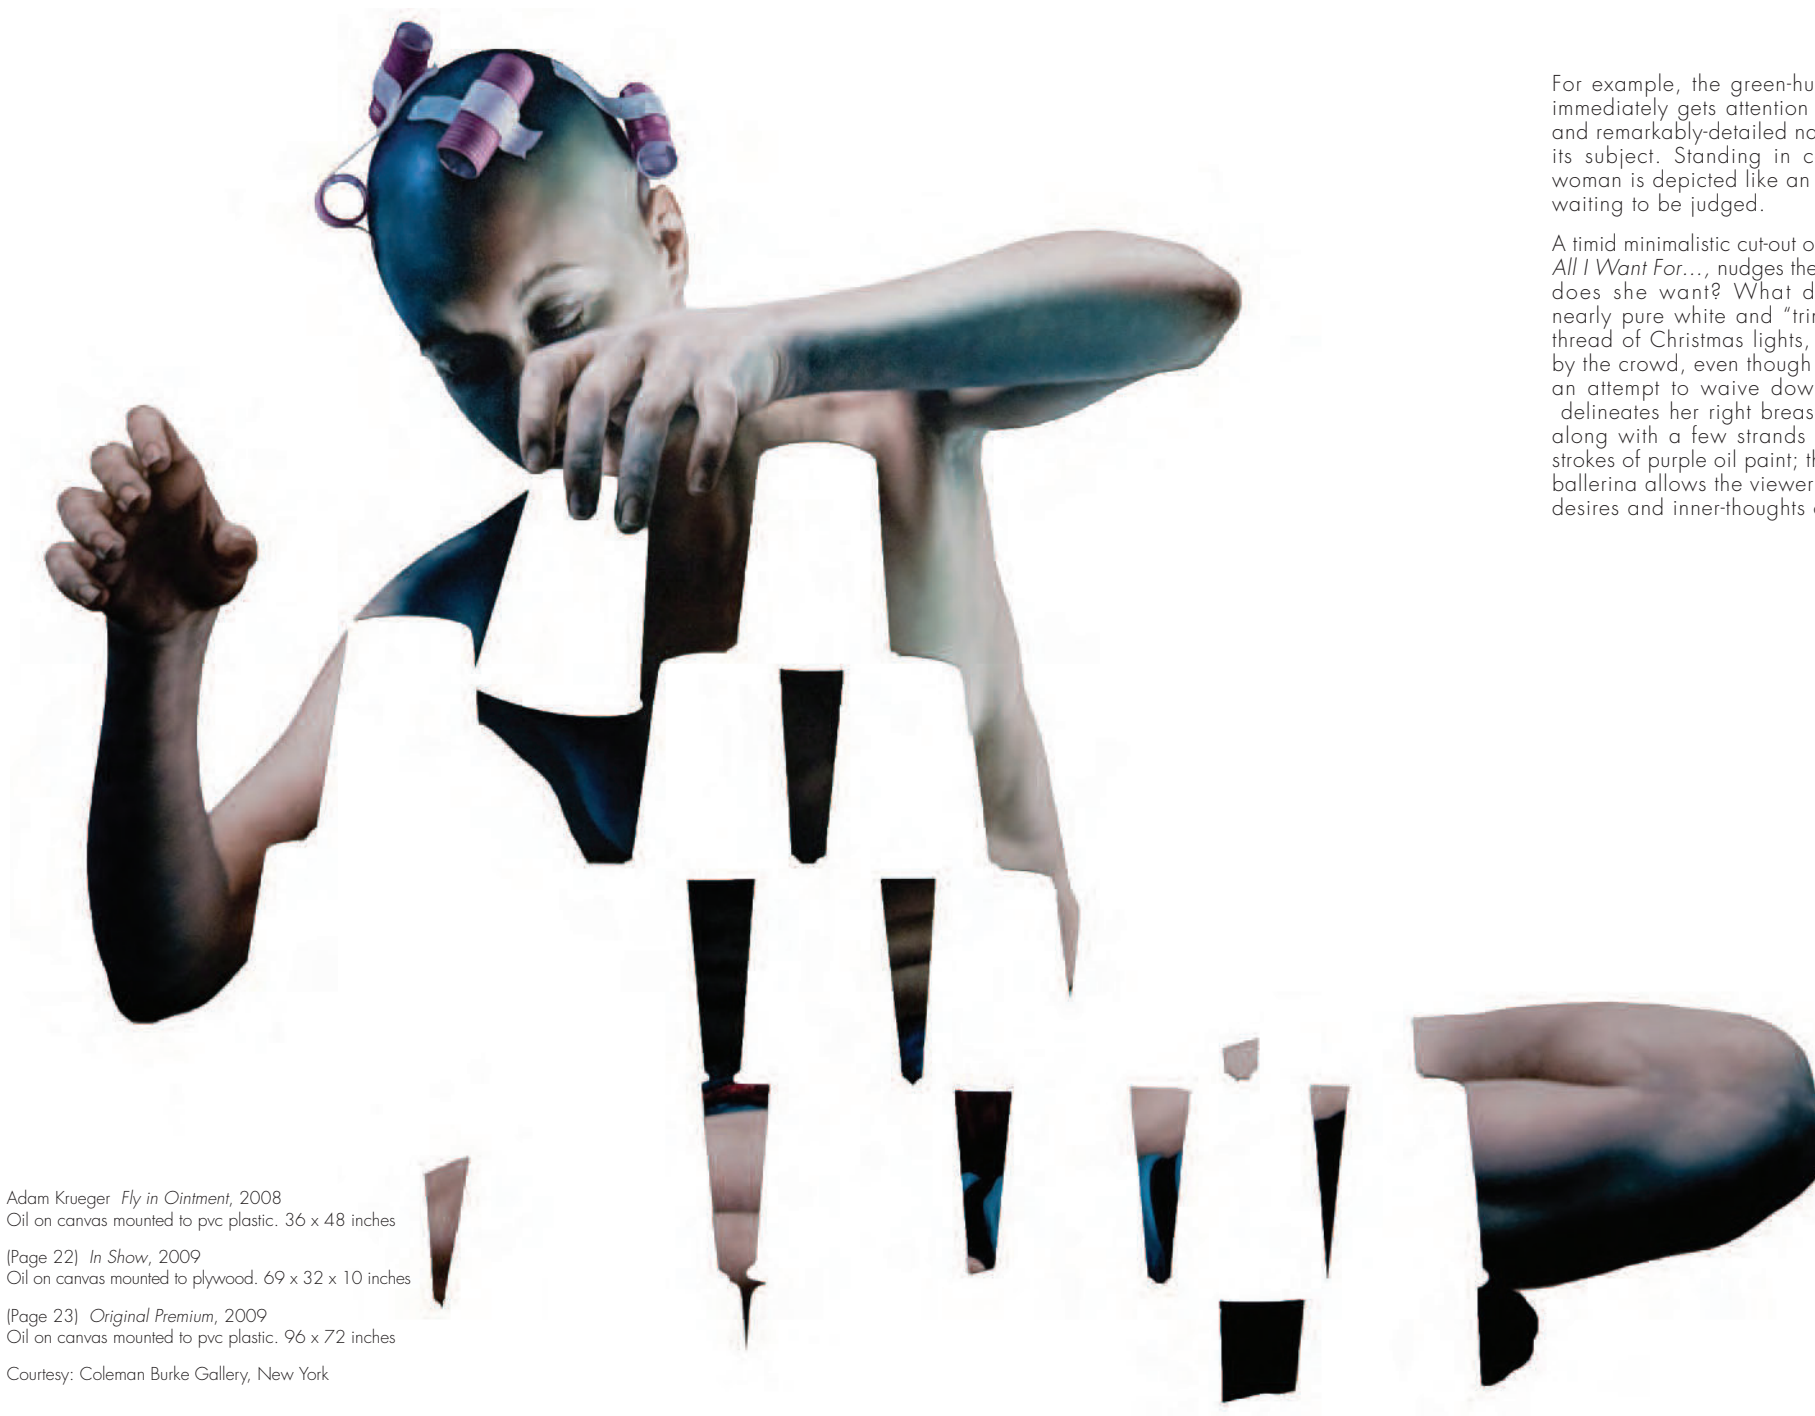 For example, the green-hu
immediately gets attention
and remarkably-detailed na
its subject. Standing in c
woman is depicted like an
waiting to be judged.
A timid minimalistic cut-out o
All I Want For..., nudges the
does she want? What d
nearly pure white and “trin
thread of Christmas lights,
by the crowd, even though
an attempt to waive dow
delineates her right breas
along with a few strands
strokes of purple oil paint; th
ballerina allows the viewer
desires and inner-thoughts
Adam Krueger Fly in Ointment, 2008
Oil on canvas mounted to pvc plastic. 36 x 48 inches
(Page 22) In Show, 2009
Oil on canvas mounted to plywood. 69 x 32 x 10 inches
(Page 23) Original Premium, 2009
Oil on canvas mounted to pvc plastic. 96 x 72 inches
Courtesy: Coleman Burke Gallery, New York